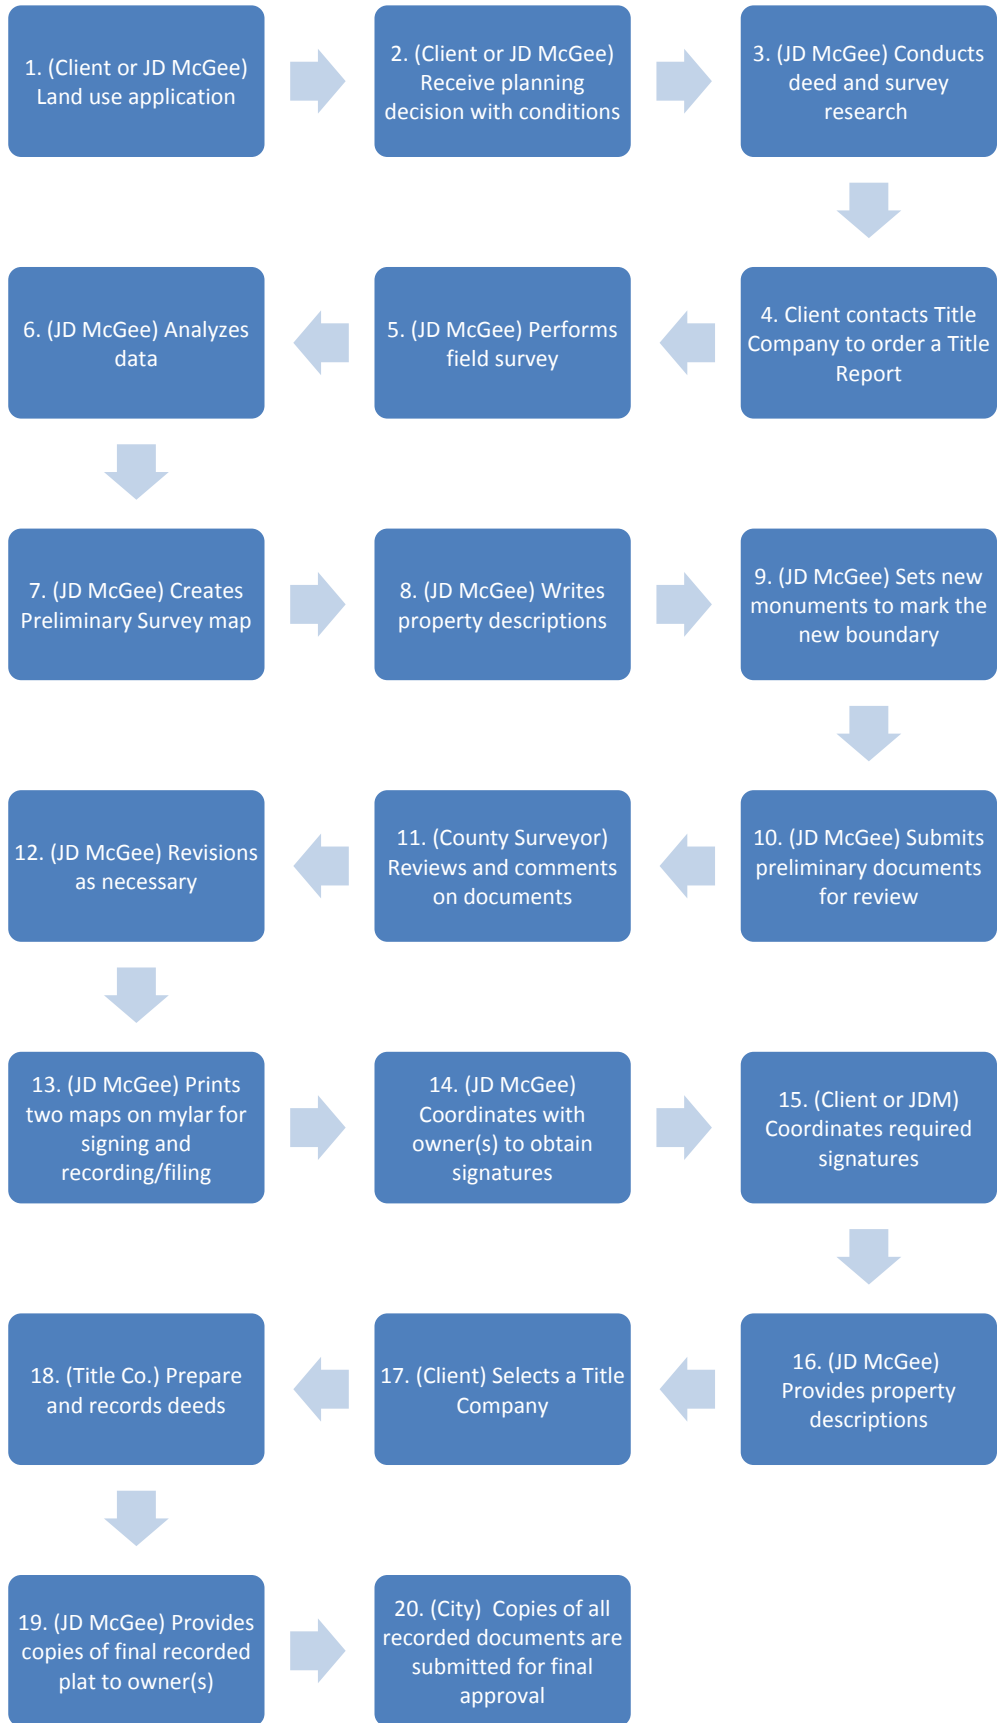 1. (Client or JD McGee)
Land use application
2. (Client or JD McGee)
Receive planning
decision with conditions
3. (JD McGee) Conducts
deed and survey
research
4. Client contacts Title
Company to order a Title
Report
5. (JD McGee) Performs
field survey
6. (JD McGee) Analyzes
data
7. (JD McGee) Creates
Preliminary Survey map
8. (JD McGee) Writes
property descriptions
9. (JD McGee) Sets new
monuments to mark the
new boundary
10. (JD McGee) Submits
preliminary documents
for review
11. (County Surveyor)
Reviews and comments
on documents
12. (JD McGee) Revisions
as necessary
13. (JD McGee) Prints
two maps on mylar for
signing and
recording/filing
14. (JD McGee)
Coordinates with
owner(s) to obtain
signatures
15. (Client or JDM)
Coordinates required
signatures
16. (JD McGee)
Provides property
descriptions
17. (Client) Selects a Title
Company
18. (Title Co.) Prepare
and records deeds
19. (JD McGee) Provides
copies of final recorded
plat to owner(s)
20. (City)  Copies of all
recorded documents are
submitted for final
approval